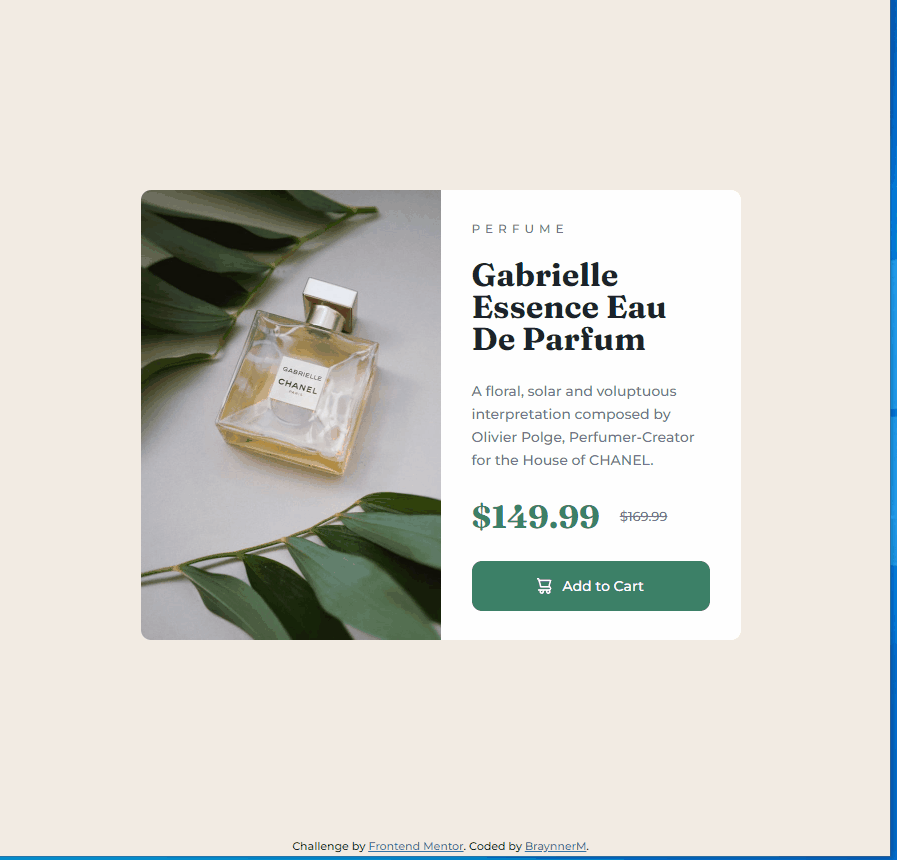 GABRIELLE
CHANEL
PARIS
PERFUME
Gabrielle
Essence Eau
De Parfum
A floral, solar and voluptuous
interpretation composed by
Olivier Polge, Perfumer-Creator
for the House of CHANEL.
$149.99 $169.99
Add to Cart
Challenge by Frontend Mentor. Coded by BraynnerM.